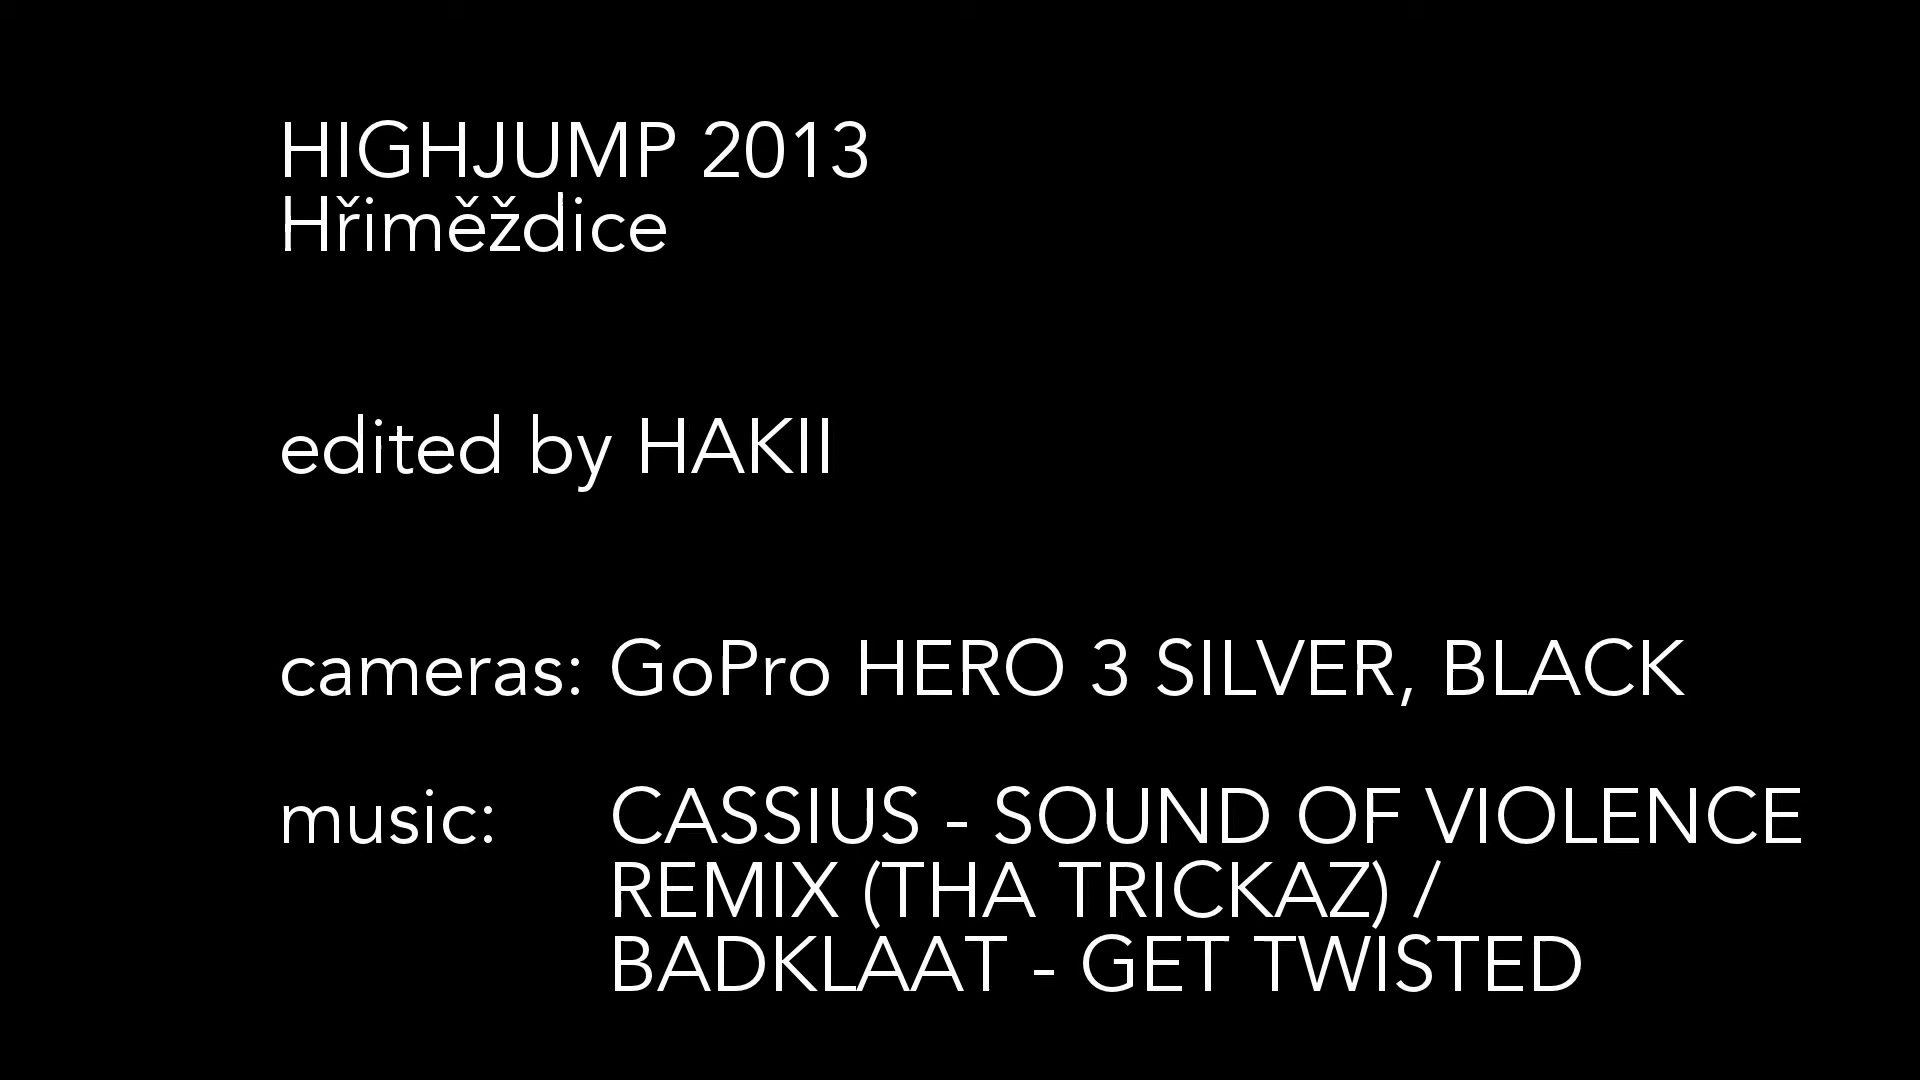 HIGHJUMP 2013
Hřiměždice
edited by HAKII
cameras: GoPro HERO 3 SILVER, BLACK
music: CASSIUS - SOUND OF VIOLENCE
REMIX (THA TRICKAZ) /
BADKLAAT - GET TWISTED